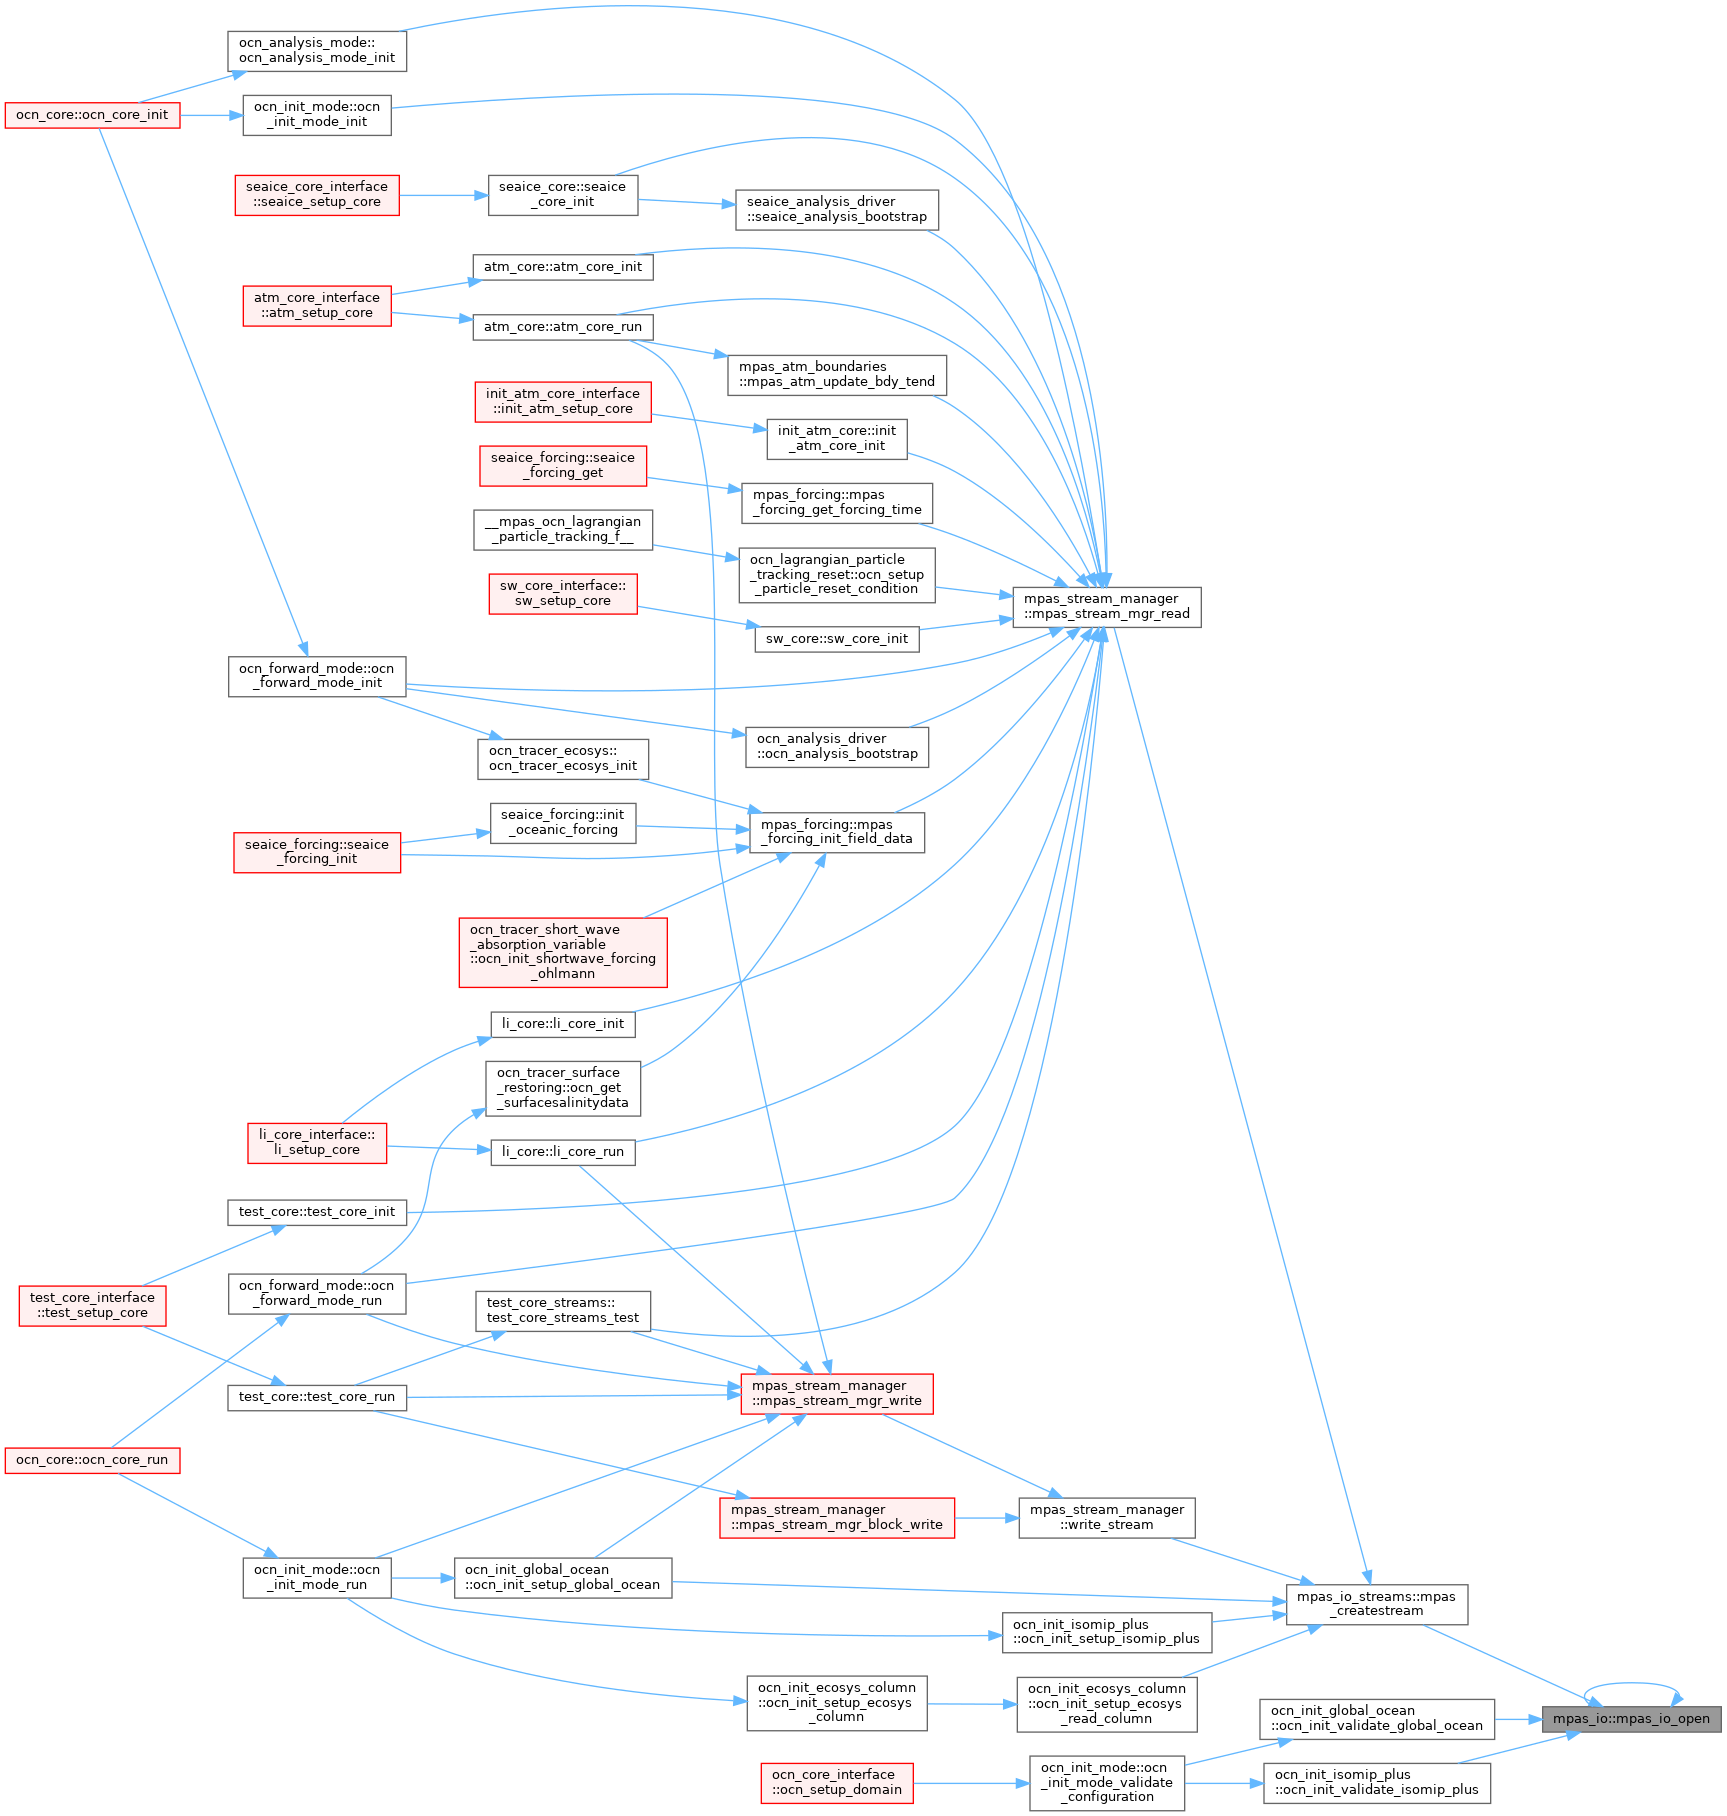 ocn_analysis_mode::
ocn_analysis_mode_init
ocn_core::ocn_core_init
ocn_init_mode::ocn
_init_mode_init
seaice_core_interface
::seaice_setup_core
seaice_core::seaice
_core_init
seaice_analysis_driver
::seaice_analysis_bootstrap
atm_core::atm_core_init
atm_core_interface
::atm_setup_core
atm_core::atm_core_run
mpas_atm_boundaries
::mpas_atm_update_bdy_tend
init_atm_core_interface
::init_atm_setup_core
init_atm_core::init
_atm_core_init
seaice_forcing::seaice
_forcing_get
mpas_forcing::mpas
_forcing_get_forcing_time
__mpas_ocn_lagrangian
_particle_tracking_f__
ocn_lagrangian_particle
_tracking_reset::ocn_setup
_particle_reset_condition
sw_core_interface::
sw_setup_core
mpas_stream_manager
::mpas_stream_mgr_read
sw_core::sw_core_init
ocn_forward_mode::ocn
_forward_mode_init
ocn_analysis_driver
::ocn_analysis_bootstrap
ocn_tracer_ecosys::
ocn_tracer_ecosys_init
seaice_forcing::init
_oceanic_forcing
mpas_forcing::mpas
_forcing_init_field_data
seaice_forcing::seaice
_forcing_init
ocn_tracer_short_wave
_absorption_variable
::ocn_init_shortwave_forcing
_ohlmann
li_core::li_core_init
ocn_tracer_surface
_restoring::ocn_get
_surfacesalinitydata
li_core_interface::
li_setup_core
li_core::li_core_run
test_core::test_core_init
ocn_forward_mode::ocn
_forward_mode_run
test_core_interface
::test_setup_core
test_core_streams::
test_core_streams_test
mpas_stream_manager
::mpas_stream_mgr_write
test_core::test_core_run
ocn_core::ocn_core_run
mpas_stream_manager
::mpas_stream_mgr_block_write
mpas_stream_manager
::write_stream
ocn_init_mode::ocn
_init_mode_run
ocn_init_global_ocean
::ocn_init_setup_global_ocean
mpas_io_streams::mpas
_createstream
ocn_init_isomip_plus
::ocn_init_setup_isomip_plus
ocn_init_ecosys_column
::ocn_init_setup_ecosys
_column
ocn_init_ecosys_column
::ocn_init_setup_ecosys
_read_column
ocn_init_global_ocean
::ocn_init_validate_global_ocean
mpas_io::mpas_io_open
ocn_core_interface
::ocn_setup_domain
ocn_init_mode::ocn
_init_mode_validate
_configuration
ocn_init_isomip_plus
::ocn_init_validate_isomip_plus